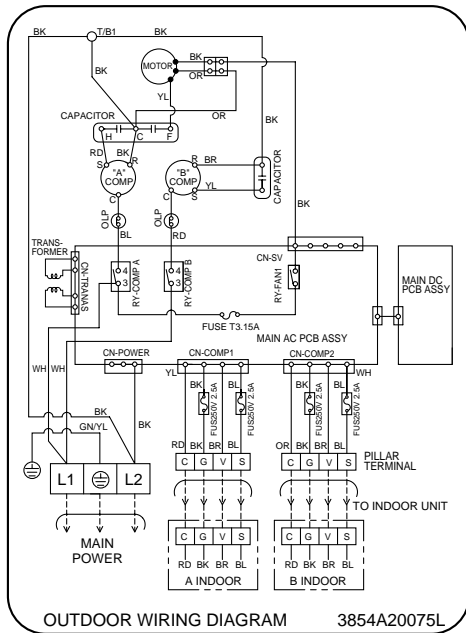 BK T/B1 BK
MOTOR BK
OR
BK
YL
OR
CAPACITOR
H C F
BK
RD BK
S R
"A" COMP
C
R BR
"B" COMP
YL
C S
CAPACITOR
BK
OLP OLP
BL RD
CN-SV
TRANS-
FORMER
CN-TRANAS
4
3
RY-COMP A
4
3
RY-COMP B
RY-FAN1
MAIN DC
PCB ASSY
FUSE T3.15A
MAIN AC PCB ASSY
CN-POWER CN-COMP1 CN-COMP2
WH WH YL WH
BK BL BK BL
FUS250V 2.5A FUS250V 2.5A FUS250V 2.5A FUS250V 2.5A
BK BK
GN/YL
RD BK BR BL OR BK BR BL
L1 L2 C G V S C G V S
PILLAR
TERMINAL
TO INDOOR UNIT
MAIN
POWER
C G V S C G V S
RD BK BR BL RD BK BR BL
A INDOOR B INDOOR
OUTDOOR WIRING DIAGRAM 3854A20075L